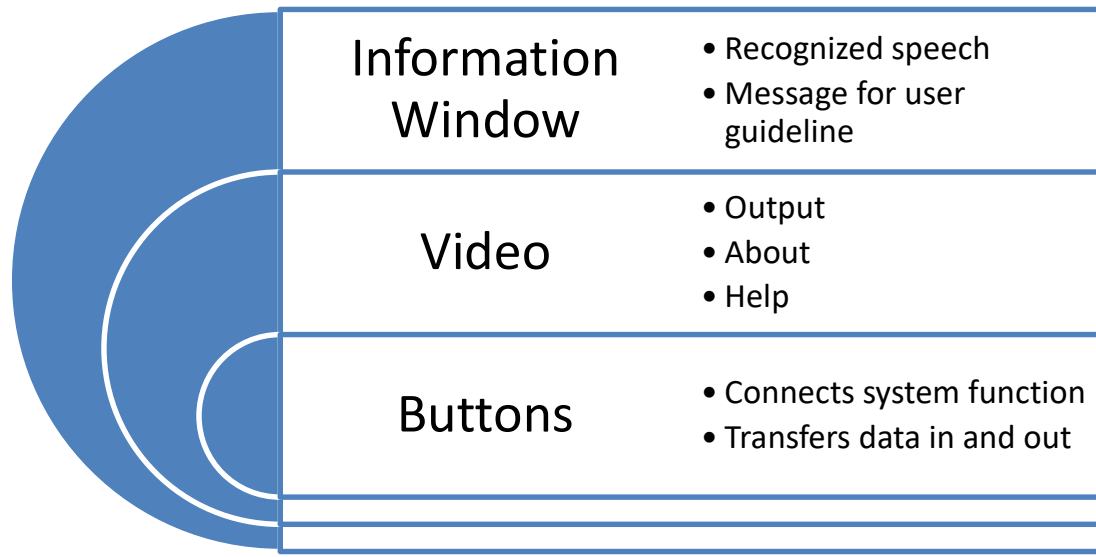 Information
Window
• Recognized speech
• Message for user
guideline
Video
• Output
• About
• Help
Buttons
• Connects system function
• Transfers data in and out